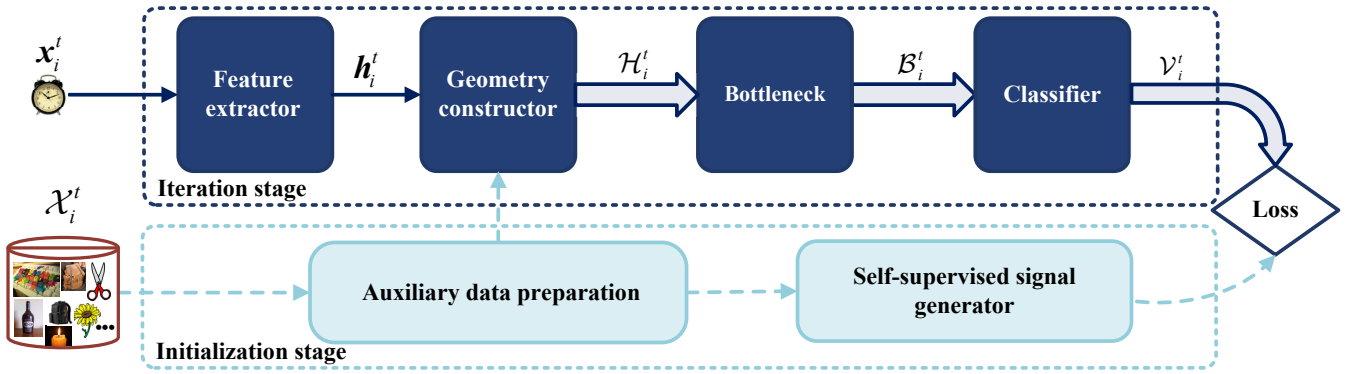 x_i^t
Feature
extractor
h_i^t
Geometry
constructor
ℋ_i^t
Bottleneck
ℬ_i^t
Classifier
𝒱_i^t
Iteration stage
Loss
𝒳_i^t
Auxiliary data preparation
Self-supervised signal
generator
Initialization stage